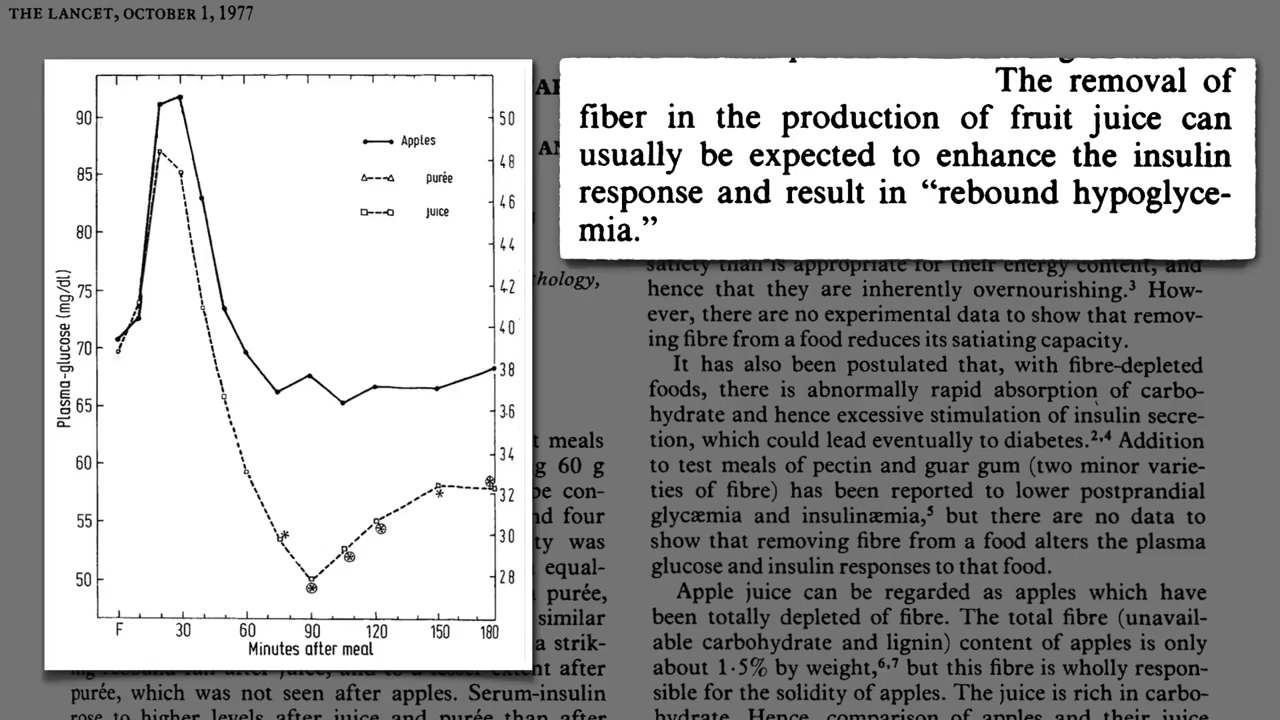 THE LANCET, OCTOBER 1, 1977
90
85
80
75
70
65
60
55
50
Plasma-glucose (mg/dl)
Apples
purée
juice
50
48
46
44
42
40
38
36
34
32
30
28
F 30 60 90 120 150 180
Minutes after meal
The removal of
fiber in the production of fruit juice can
usually be expected to enhance the insulin
response and result in “rebound hypoglyce-
mia.”
hology,
t meals
g 60 g
be con-
nd four
ty was
equal-
purée,
similar
a strik-
ing rebound fall after juice, and to a lesser extent after
purée, which was not seen after apples. Serum-insulin
rose to higher levels after juice and purée than after
satiety than is appropriate for their energy content, and
hence that they are inherently overnourishing.3 How-
ever, there are no experimental data to show that remov-
ing fibre from a food reduces its satiating capacity.
It has also been postulated that, with fibre-depleted
foods, there is abnormally rapid absorption of carbo-
hydrate and hence excessive stimulation of insulin secre-
tion, which could lead eventually to diabetes.2,4 Addition
to test meals of pectin and guar gum (two minor varie-
ties of fibre) has been reported to lower postprandial
glycæmia and insulinæmia,5 but there are no data to
show that removing fibre from a food alters the plasma
glucose and insulin responses to that food.
Apple juice can be regarded as apples which have
been totally depleted of fibre. The total fibre (unavail-
able carbohydrate and lignin) content of apples is only
about 1·5% by weight,6,7 but this fibre is wholly respon-
sible for the solidity of apples. The juice is rich in carbo-
hydrate. Hence, comparison of apples and their juice